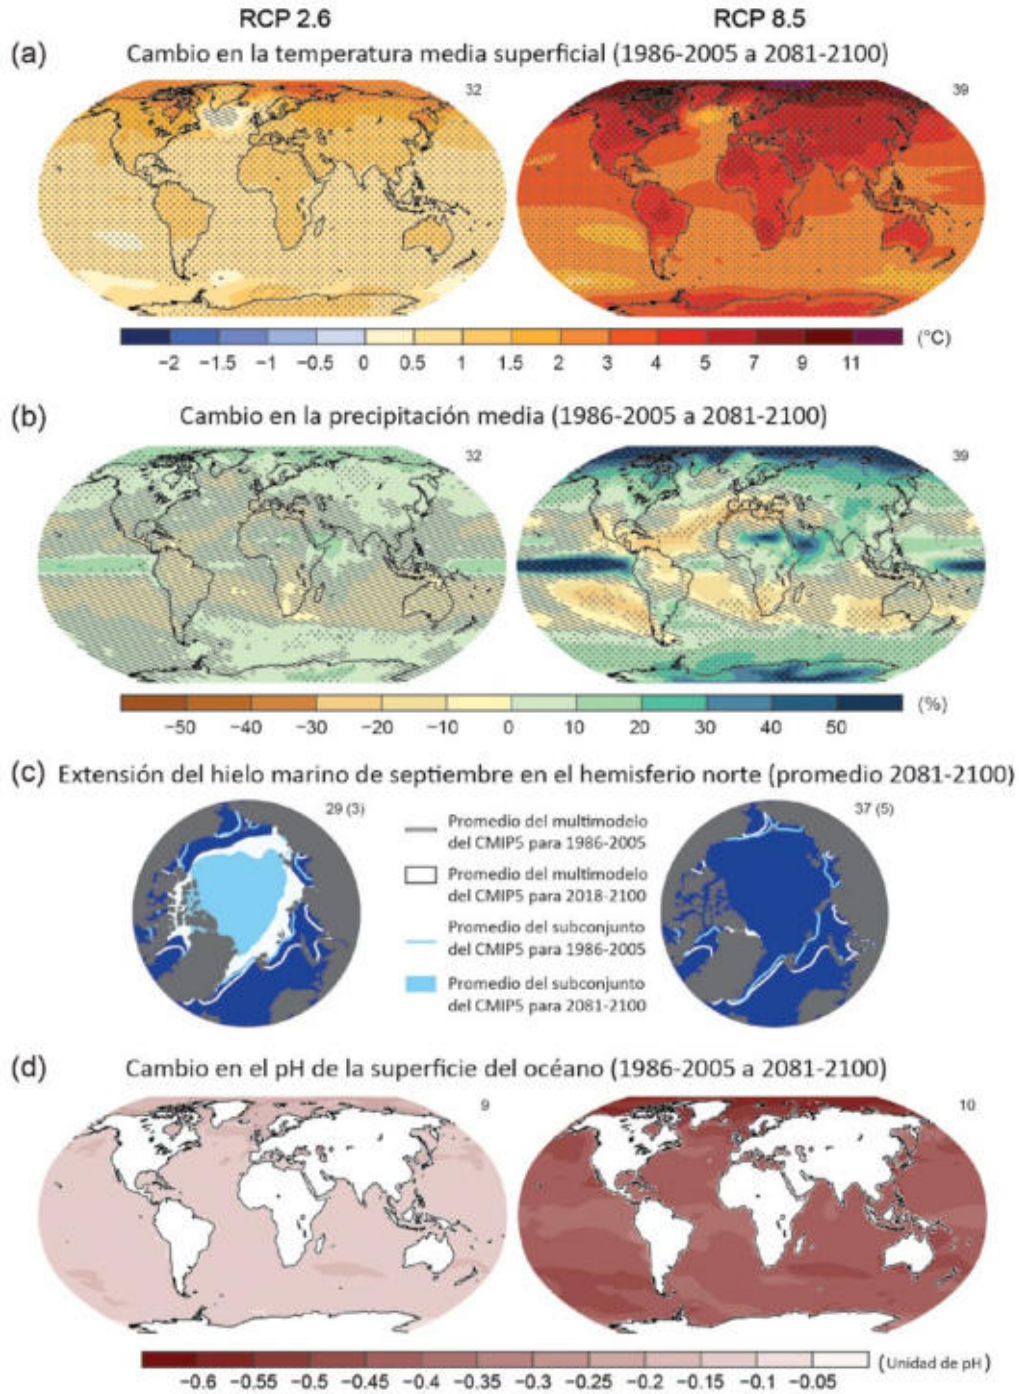 RCP 2.6 RCP 8.5
(a) Cambio en la temperatura media superficial (1986-2005 a 2081-2100)
32 39
−2 −1.5 −1 −0.5 0 0.5 1 1.5 2 3 4 5 7 9 11 (°C)
(b) Cambio en la precipitación media (1986-2005 a 2081-2100)
32 39
−50 −40 −30 −20 −10 0 10 20 30 40 50 (%)
(c) Extensión del hielo marino de septiembre en el hemisferio norte (promedio 2081-2100)
29 (3) 37 (5)
Promedio del multimodelo
del CMIP5 para 1986-2005
Promedio del multimodelo
del CMIP5 para 2018-2100
Promedio del subconjunto
del CMIP5 para 1986-2005
Promedio del subconjunto
del CMIP5 para 2081-2100
(d) Cambio en el pH de la superficie del océano (1986-2005 a 2081-2100)
9 10
−0.6 −0.55 −0.5 −0.45 −0.4 −0.35 −0.3 −0.25 −0.2 −0.15 −0.1 −0.05 (Unidad de pH)